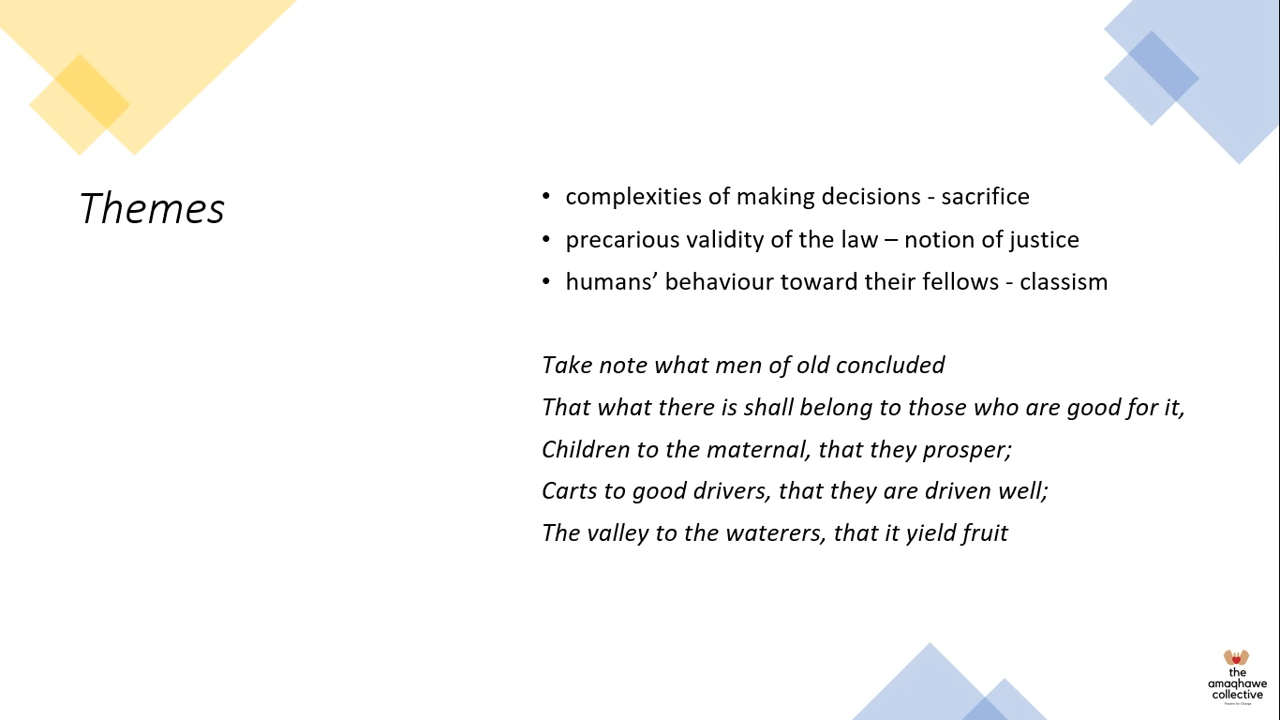 Themes
• complexities of making decisions - sacrifice
• precarious validity of the law – notion of justice
• humans’ behaviour toward their fellows - classism
Take note what men of old concluded
That what there is shall belong to those who are good for it,
Children to the maternal, that they prosper;
Carts to good drivers, that they are driven well;
The valley to the waterers, that it yield fruit
the
amaqhawe
collective
Theatre for Change